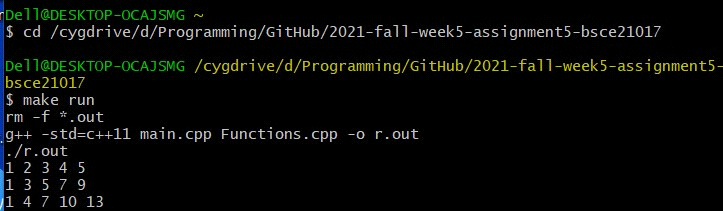 Dell@DESKTOP-OCAJSMG ~
$ cd /cygdrive/d/Programming/GitHub/2021-fall-week5-assignment5-bsce21017
Dell@DESKTOP-OCAJSMG /cygdrive/d/Programming/GitHub/2021-fall-week5-assignment5-
bsce21017
$ make run
rm -f *.out
g++ -std=c++11 main.cpp Functions.cpp -o r.out
./r.out
1 2 3 4 5
1 3 5 7 9
1 4 7 10 13